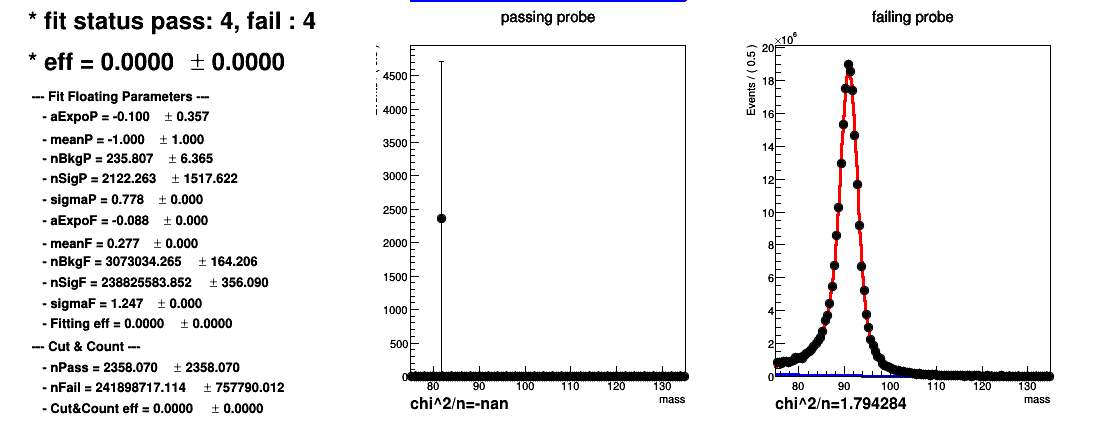 * fit status pass: 4, fail : 4
* eff = 0.0000 ± 0.0000
--- Fit Floating Parameters ---
- aExpoP = -0.100 ± 0.357
- meanP = -1.000 ± 1.000
- nBkgP = 235.807 ± 6.365
- nSigP = 2122.263 ± 1517.622
- sigmaP = 0.778 ± 0.000
- aExpoF = -0.088 ± 0.000
- meanF = 0.277 ± 0.000
- nBkgF = 3073034.265 ± 164.206
- nSigF = 238825583.852 ± 356.090
- sigmaF = 1.247 ± 0.000
- Fitting eff = 0.0000 ± 0.0000
--- Cut & Count ---
- nPass = 2358.070 ± 2358.070
- nFail = 241898717.114 ± 757790.012
- Cut&Count eff = 0.0000 ± 0.0000
passing probe
4500
4000
3500
3000
2500
2000
1500
1000
500
0
80 90 100 110 120 130
mass
chi^2/n=-nan
failing probe
×10^6
Events / ( 0.5 )
20
18
16
14
12
10
8
6
4
2
0
80 90 100 110 120 130
mass
chi^2/n=1.794284